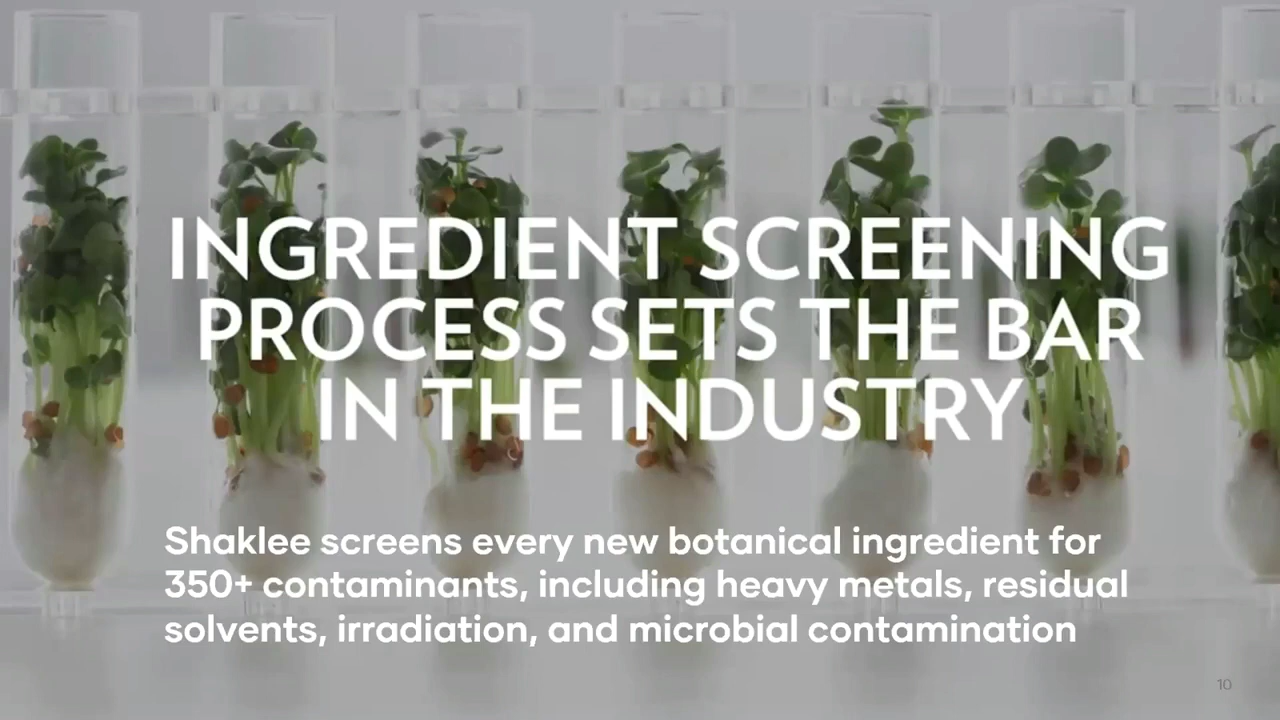 INGREDIENT SCREENING
PROCESS SETS THE BAR
IN THE INDUSTRY
Shaklee screens every new botanical ingredient for
350+ contaminants, including heavy metals, residual
solvents, irradiation, and microbial contamination
10